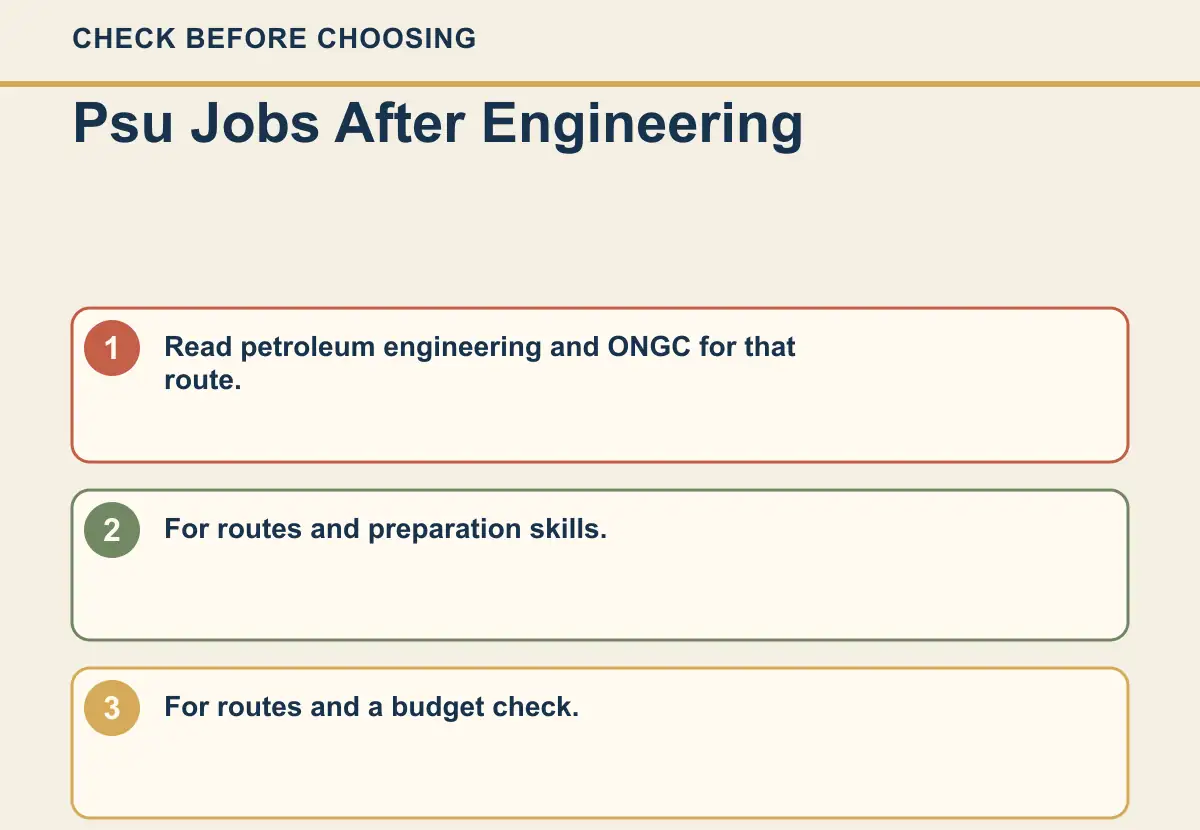 CHECK BEFORE CHOOSING
Psu Jobs After Engineering
1
Read petroleum engineering and ONGC for that
route.
2
For routes and preparation skills.
3
For routes and a budget check.